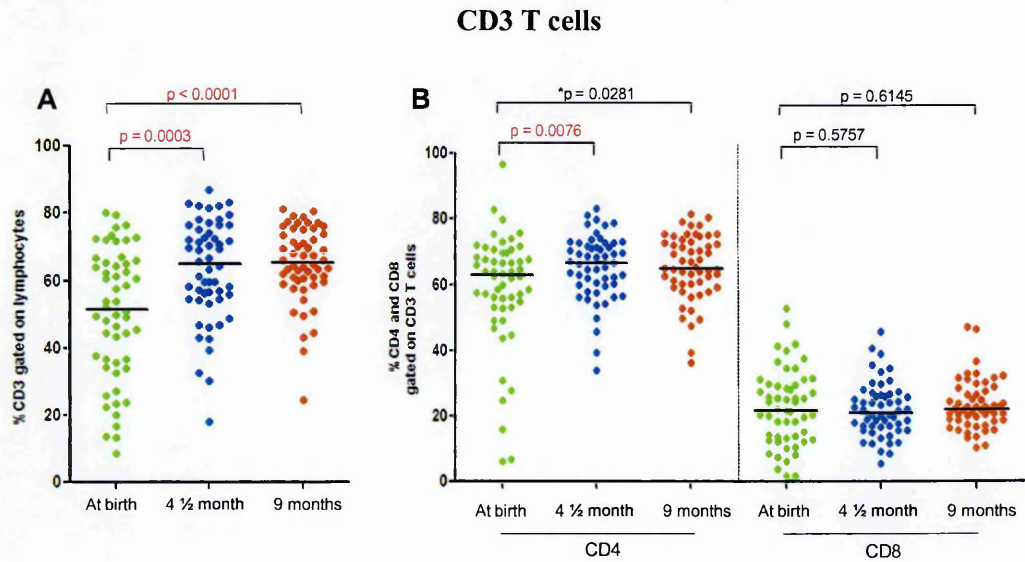 CD3 T cells
A
p < 0.0001
p = 0.0003
% CD3 gated on lymphocytes
100
80
60
40
20
0
At birth
4 ½ month
9 months
B
*p = 0.0281
p = 0.0076
p = 0.6145
p = 0.5757
% CD4 and CD8
gated on CD3 T cells
100
80
60
40
20
0
At birth
4 ½ month
9 months
At birth
4 ½ month
9 months
CD4
CD8